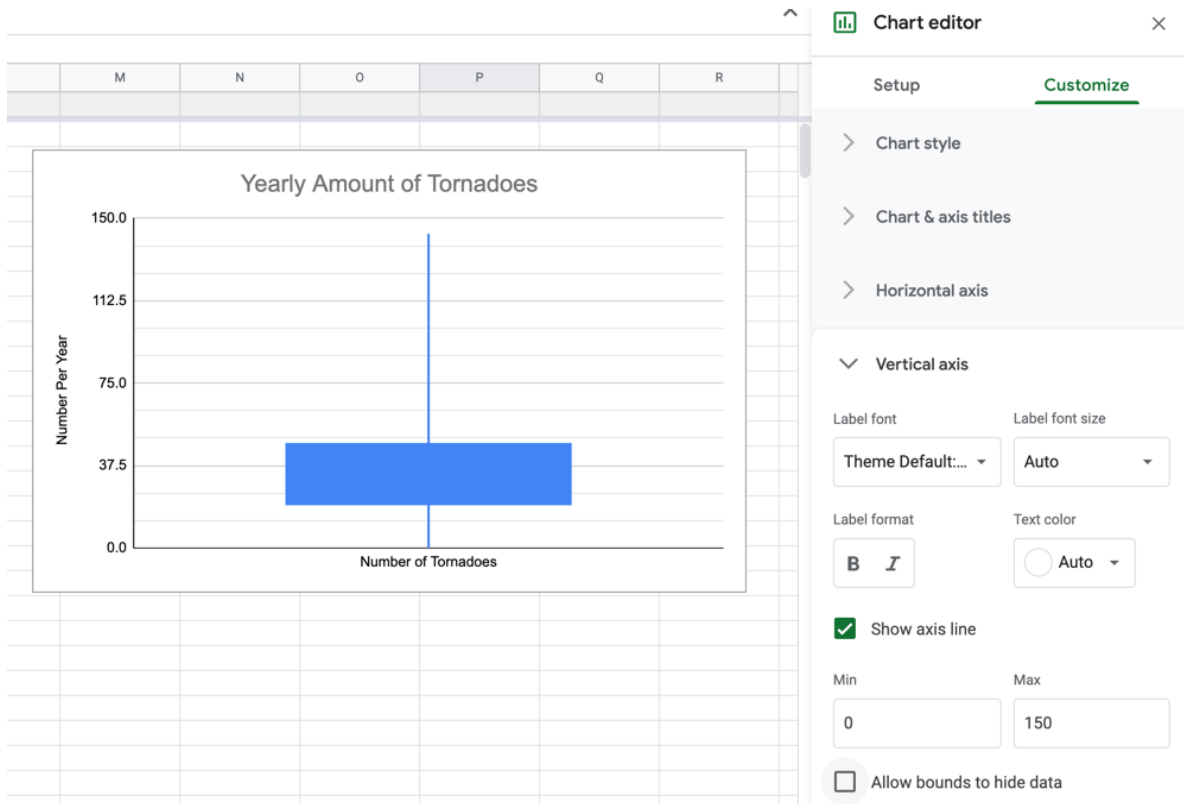 Chart editor
Setup Customize
M N O P Q R
Chart style
Yearly Amount of Tornadoes
150.0
112.5
75.0
37.5
0.0
Number Per Year
Number of Tornadoes
Chart & axis titles
Horizontal axis
Vertical axis
Label font Label font size
Theme Default:... Auto
Label format Text color
B I Auto
Show axis line
Min Max
0 150
Allow bounds to hide data